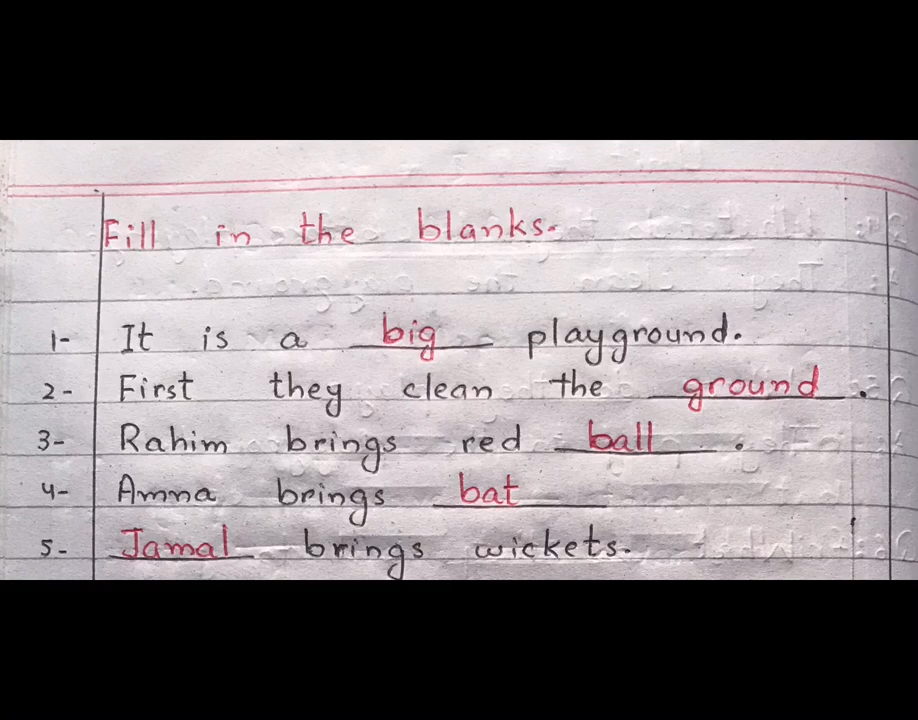 Fill in the blanks.
1- It is a big playground.
2- First they clean the ground.
3- Rahim brings red ball.
4- Amna brings bat
5- Jamal brings wickets.